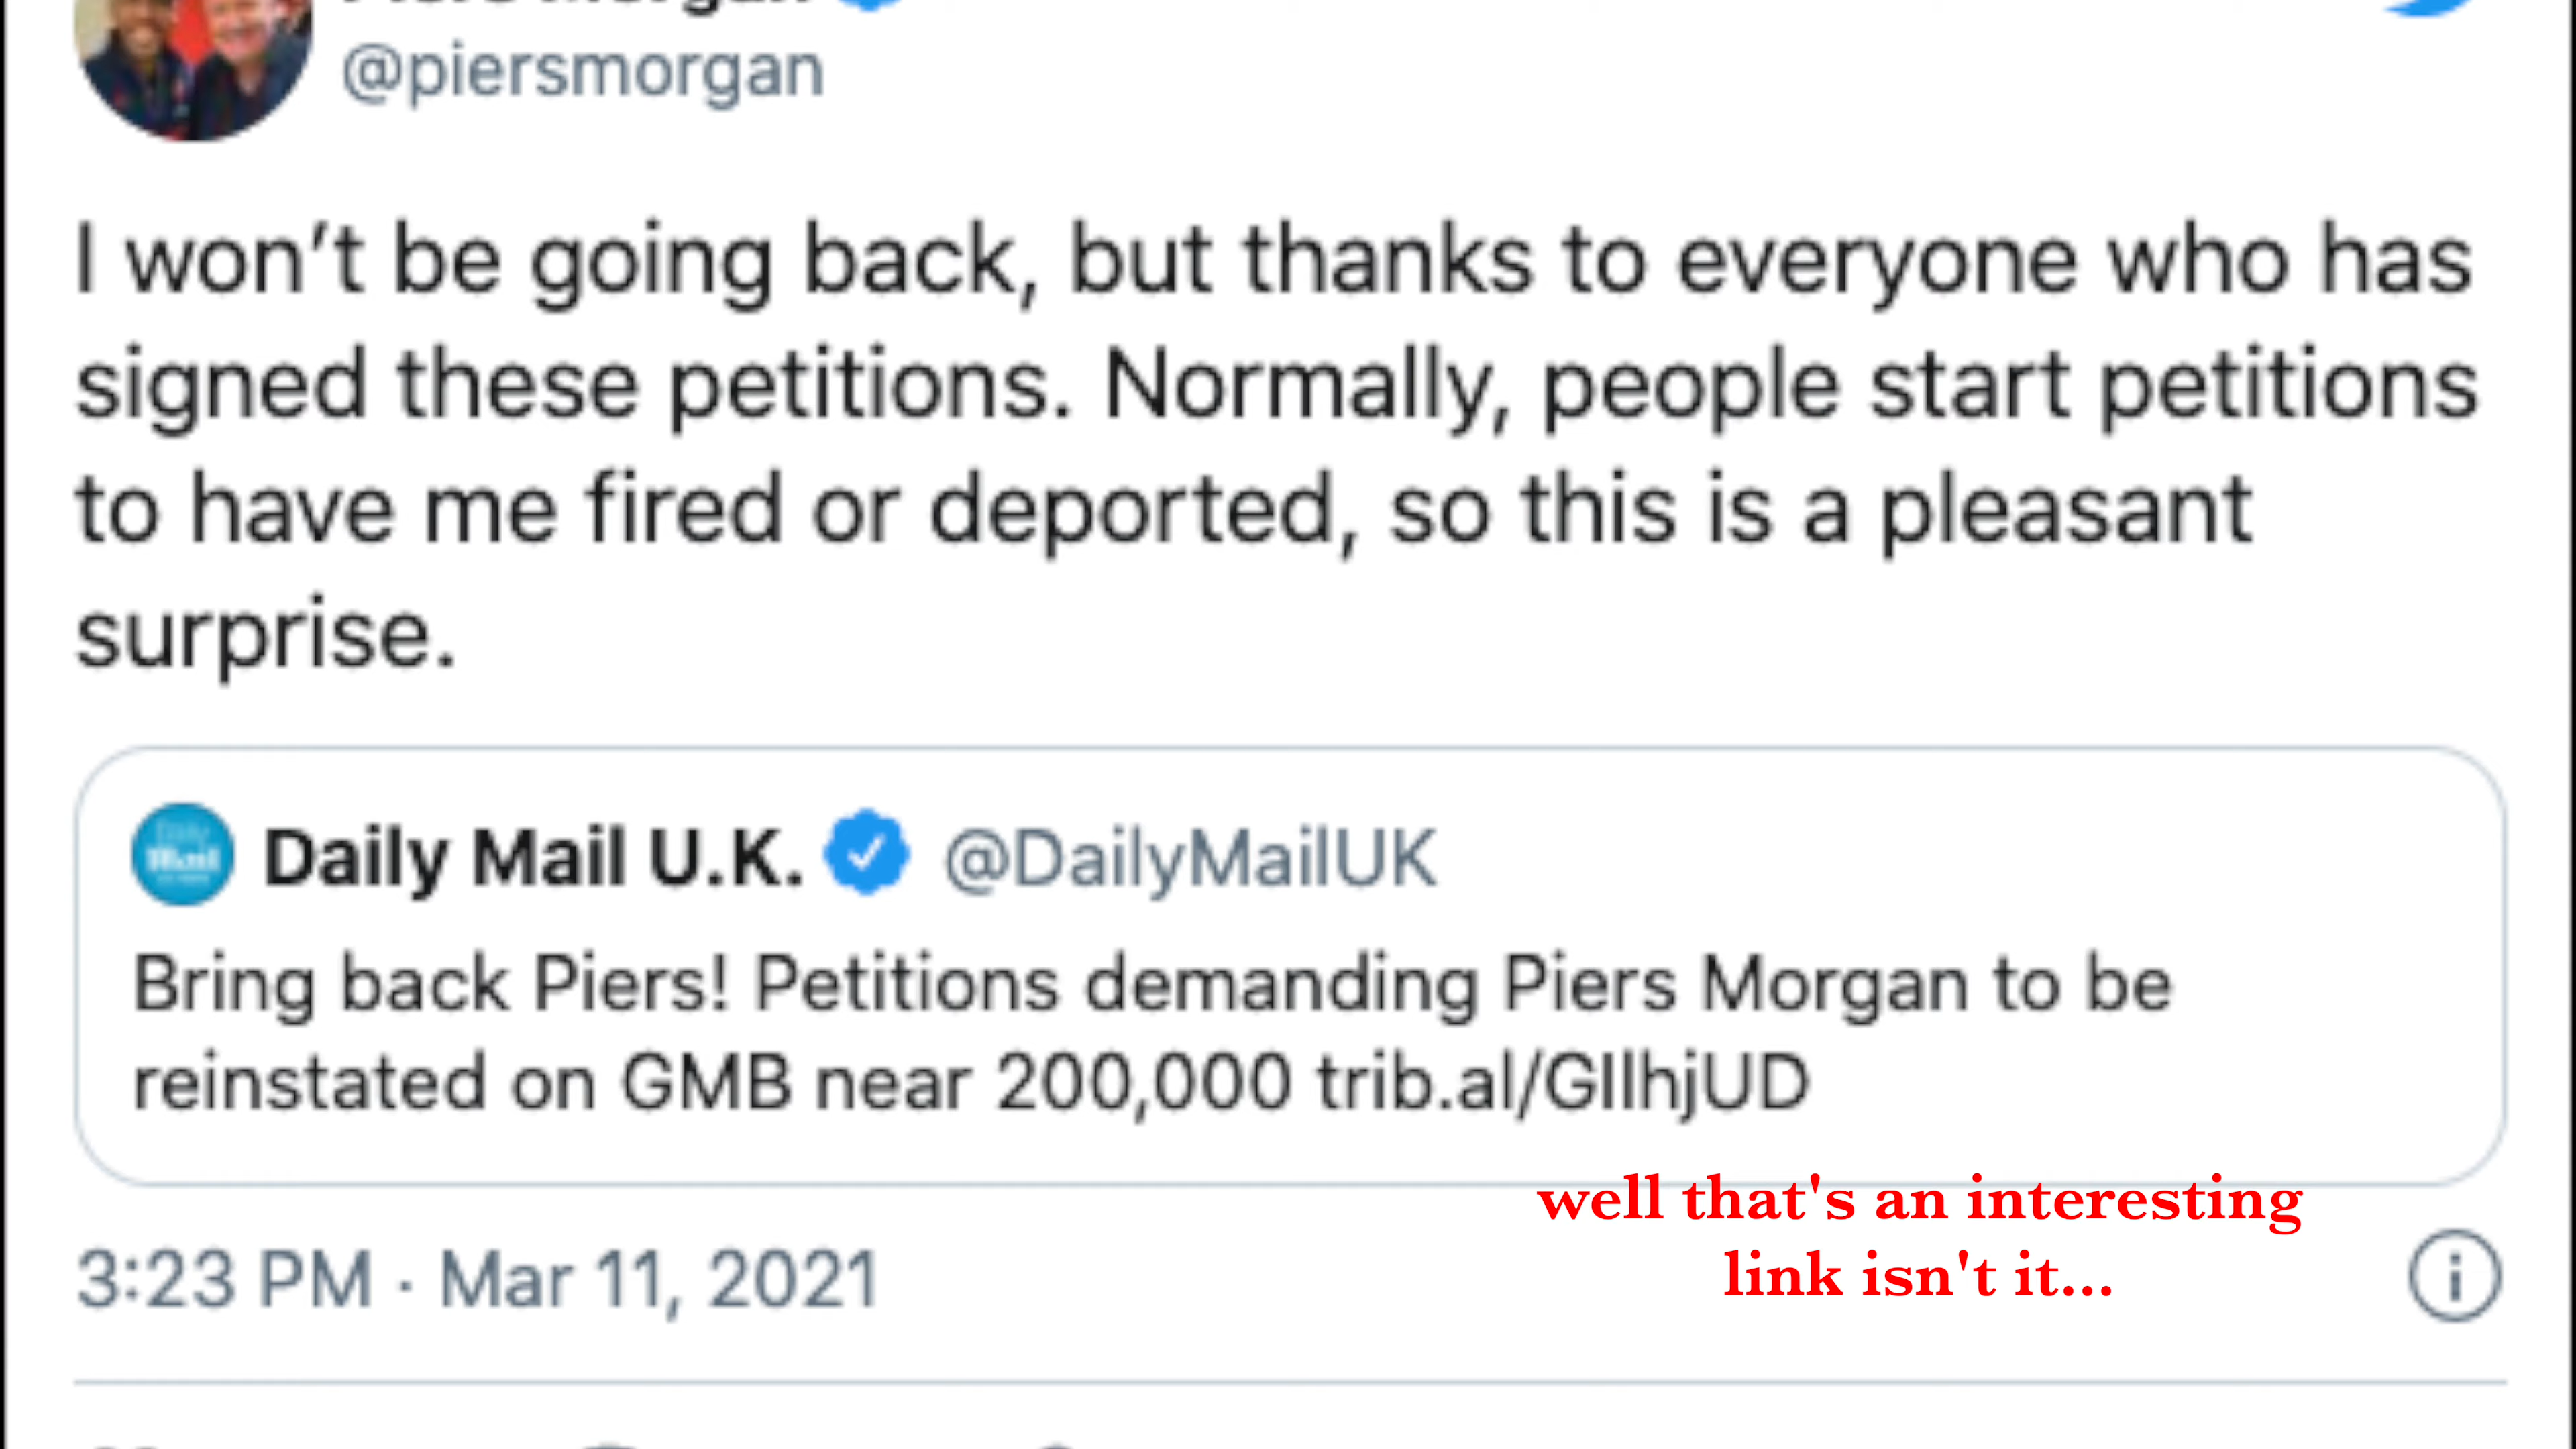 Piers Morgan
@piersmorgan
I won't be going back, but thanks to everyone who has
signed these petitions. Normally, people start petitions
to have me fired or deported, so this is a pleasant
surprise.
Daily Mail U.K. @DailyMailUK
Bring back Piers! Petitions demanding Piers Morgan to be
reinstated on GMB near 200,000 trib.al/GIlhjUD
well that's an interesting
link isn't it...
3:23 PM · Mar 11, 2021